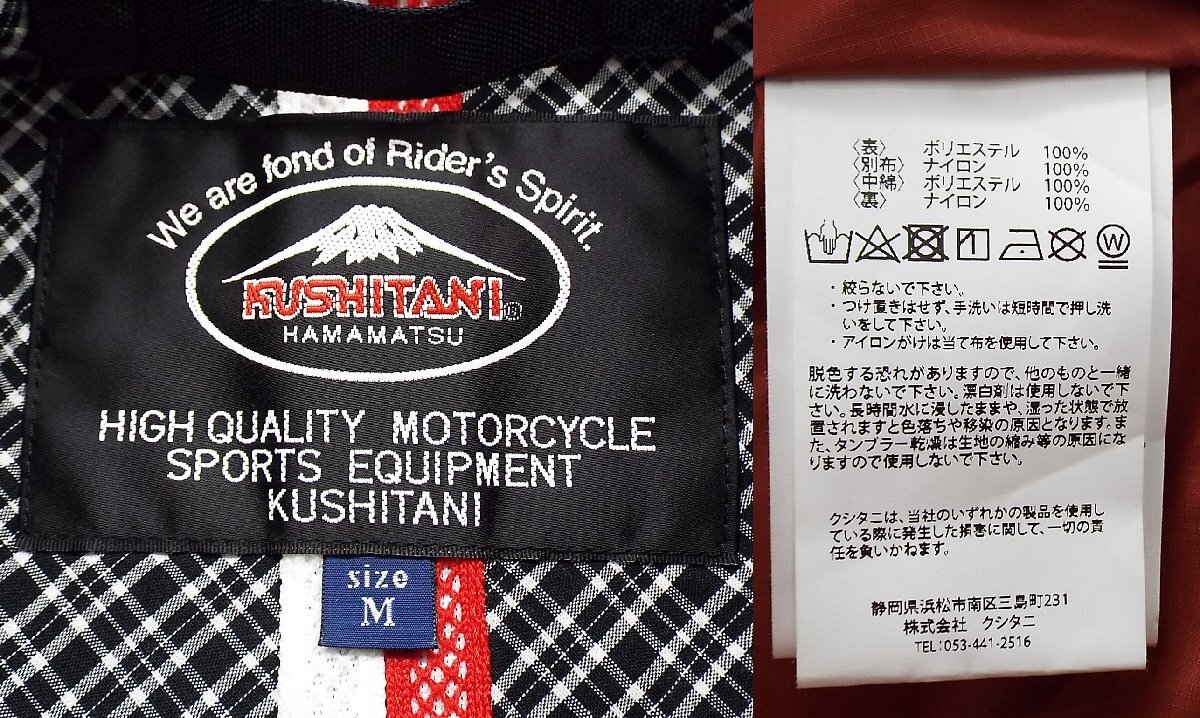 We are fond of Rider's Spirit.
KUSHITANI®
HAMAMATSU
HIGH QUALITY MOTORCYCLE
SPORTS EQUIPMENT
KUSHITANI
size
M
〈表〉 ポリエステル 100%
〈別布〉 ナイロン 100%
〈中綿〉 ポリエステル 100%
〈裏〉 ナイロン 100%
W
・絞らないで下さい。
・つけ置きはせず、手洗いは短時間で押し洗
いをして下さい。
・アイロンがけは当て布を使用して下さい。
脱色する恐れがありますので、他のものと一緒
に洗わないで下さい。漂白剤は使用しないで下
さい。長時間水に浸したままや、湿った状態で放
置されますと色落ちや移染の原因となります。ま
た、タンブラー乾燥は生地の縮み等の原因にな
りますので使用しないで下さい。
クシタニは、当社のいずれかの製品を使用し
ている際に発生した損害に関して、一切の責
任を負いかねます。
静岡県浜松市南区三島町231
株式会社 クシタニ
TEL:053-441-2516